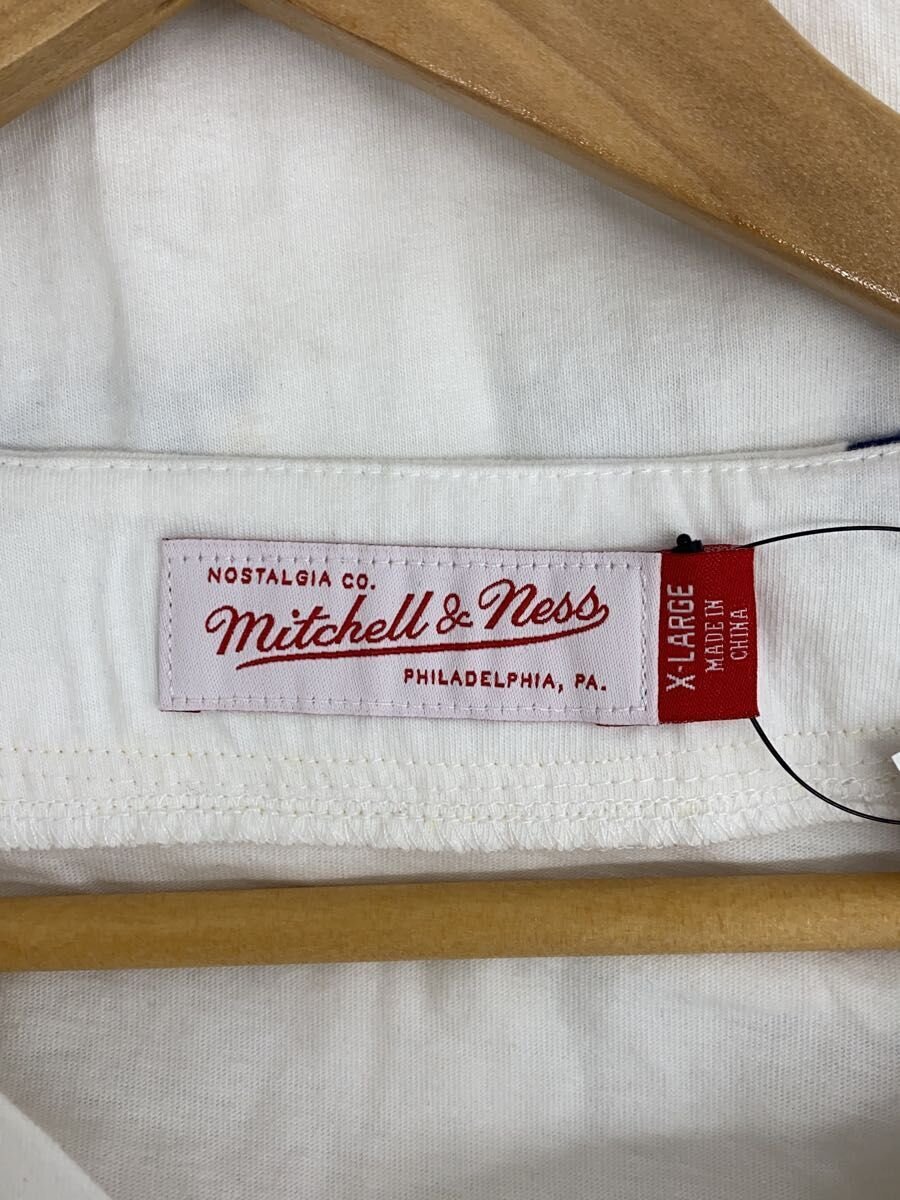 NOSTALGIA CO.
Mitchell & Ness
PHILADELPHIA, PA.
X-LARGE
MADE IN
CHINA